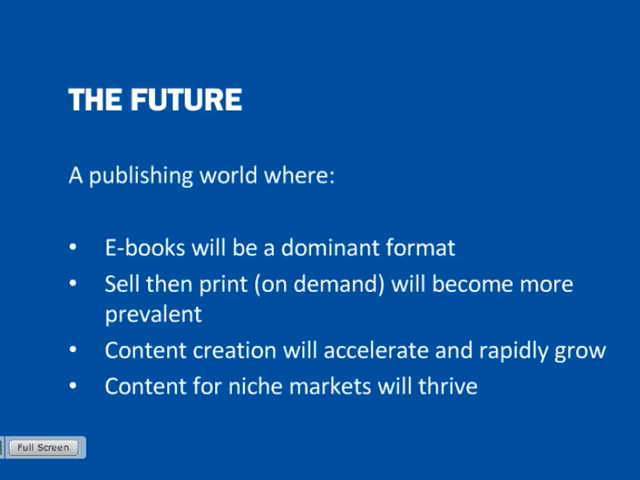 THE FUTURE
A publishing world where:
• E-books will be a dominant format
• Sell then print (on demand) will become more
prevalent
• Content creation will accelerate and rapidly grow
• Content for niche markets will thrive
Full Screen